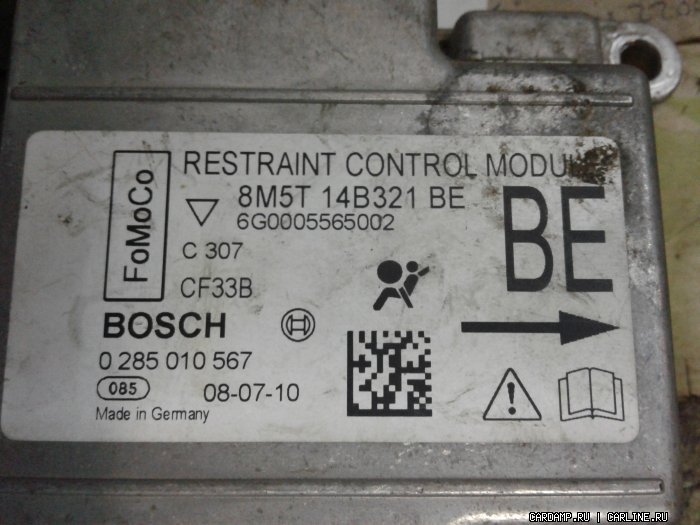 RESTRAINT CONTROL MODUL
FoMoCo
8M5T 14B321 BE
6G0005565002
BE
C 307
CF33B
BOSCH
0 285 010 567
085
08-07-10
Made in Germany
CARDAMP.RU | CARLINE.RU